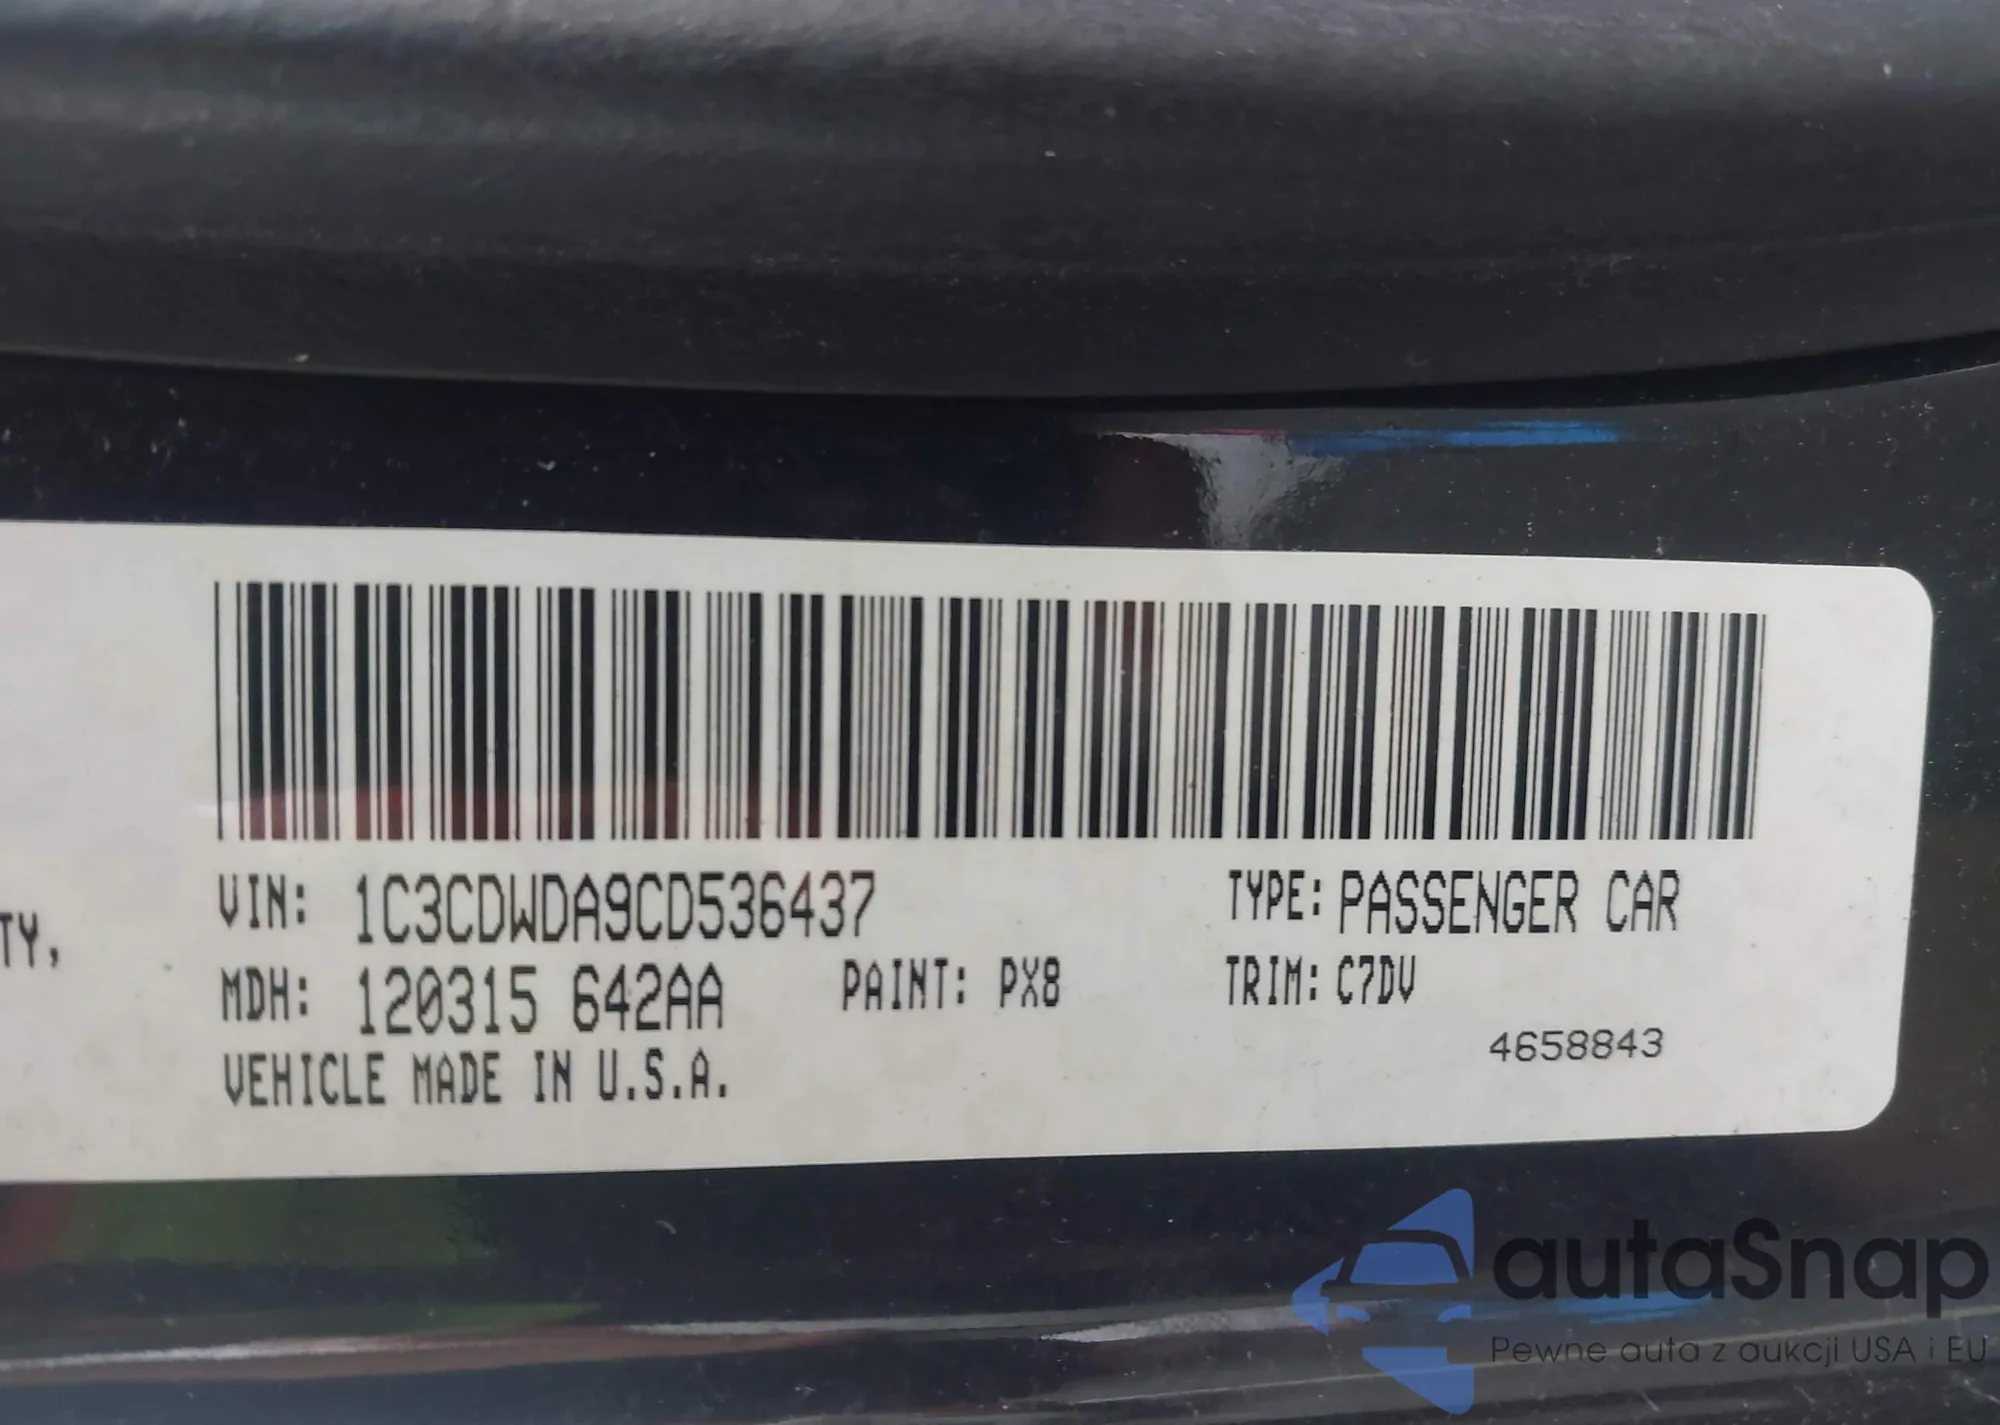 TY,
VIN: 1C3CDWDA9CD536437
TYPE: PASSENGER CAR
MDH: 120315 642AA
PAINT: PX8
TRIM: C7DV
VEHICLE MADE IN U.S.A.
4658843
autaSnap
Pewne auta z aukcji USA i EU